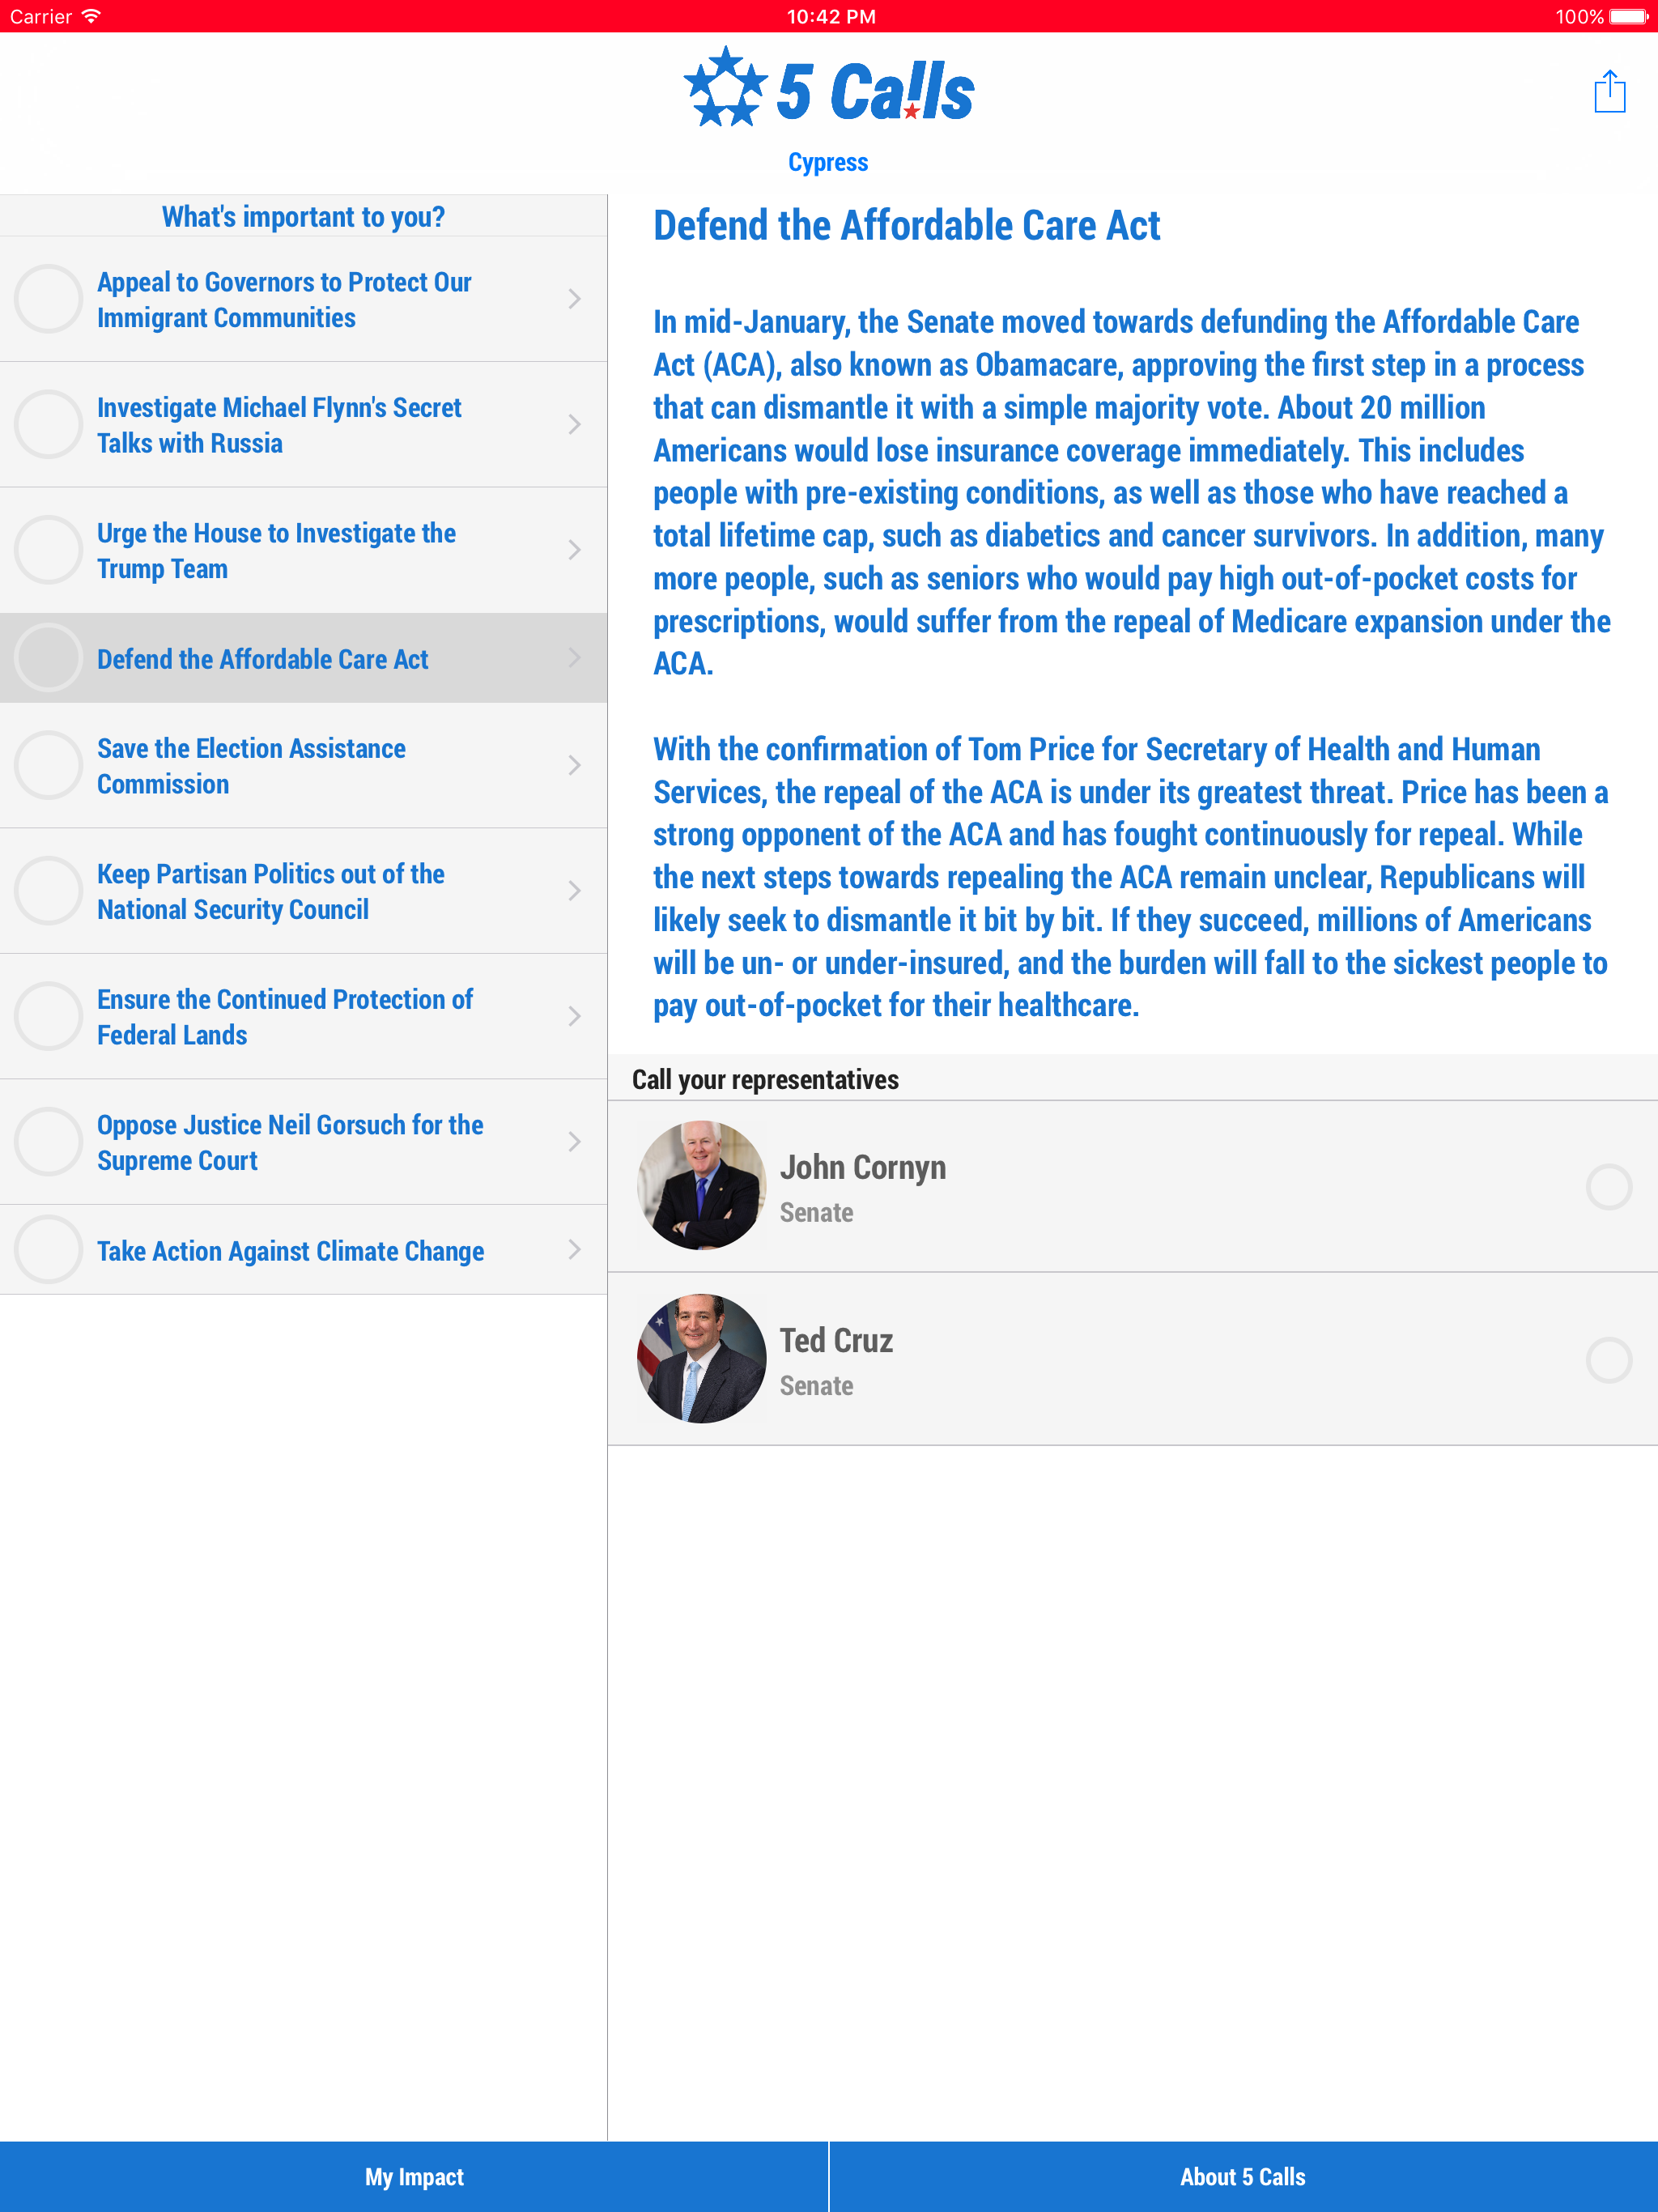 Carrier
10:42 PM
100%
5 Calls
Cypress
What's important to you?
Appeal to Governors to Protect Our
Immigrant Communities
Investigate Michael Flynn's Secret
Talks with Russia
Urge the House to Investigate the
Trump Team
Defend the Affordable Care Act
Save the Election Assistance
Commission
Keep Partisan Politics out of the
National Security Council
Ensure the Continued Protection of
Federal Lands
Oppose Justice Neil Gorsuch for the
Supreme Court
Take Action Against Climate Change
Defend the Affordable Care Act
In mid-January, the Senate moved towards defunding the Affordable Care
Act (ACA), also known as Obamacare, approving the first step in a process
that can dismantle it with a simple majority vote. About 20 million
Americans would lose insurance coverage immediately. This includes
people with pre-existing conditions, as well as those who have reached a
total lifetime cap, such as diabetics and cancer survivors. In addition, many
more people, such as seniors who would pay high out-of-pocket costs for
prescriptions, would suffer from the repeal of Medicare expansion under the
ACA.
With the confirmation of Tom Price for Secretary of Health and Human
Services, the repeal of the ACA is under its greatest threat. Price has been a
strong opponent of the ACA and has fought continuously for repeal. While
the next steps towards repealing the ACA remain unclear, Republicans will
likely seek to dismantle it bit by bit. If they succeed, millions of Americans
will be un- or under-insured, and the burden will fall to the sickest people to
pay out-of-pocket for their healthcare.
Call your representatives
John Cornyn
Senate
Ted Cruz
Senate
My Impact
About 5 Calls